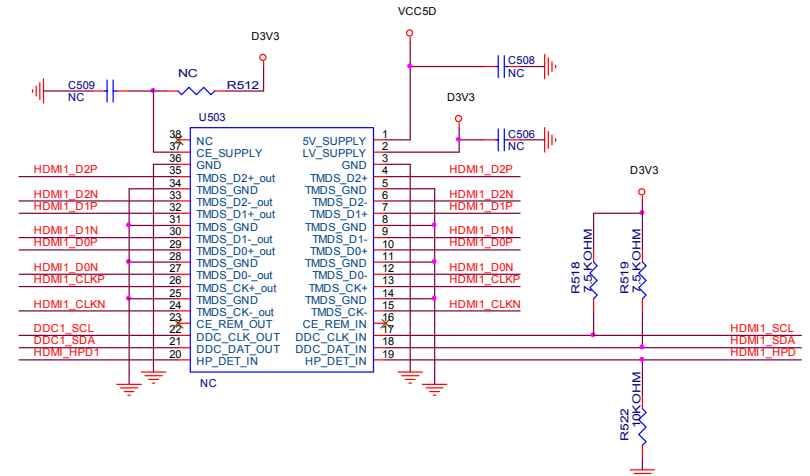 VCC5D
D3V3
C508
NC
C509
NC
NC
R512
D3V3
C506
NC
U503
38 NC 5V_SUPPLY 1
37 CE_SUPPLY LV_SUPPLY 2
36 GND GND 3
HDMI1_D2P 35 TMDS_D2+_out TMDS_D2+ 4 HDMI1_D2P
34 TMDS_GND TMDS_GND 5
HDMI1_D2N 33 TMDS_D2-_out TMDS_D2- 6 HDMI1_D2N
HDMI1_D1P 32 TMDS_D1+_out TMDS_D1+ 7 HDMI1_D1P
31 TMDS_GND TMDS_GND 8
HDMI1_D1N 30 TMDS_D1-_out TMDS_D1- 9 HDMI1_D1N
HDMI1_D0P 29 TMDS_D0+_out TMDS_D0+ 10 HDMI1_D0P
28 TMDS_GND TMDS_GND 11
HDMI1_D0N 27 TMDS_D0-_out TMDS_D0- 12 HDMI1_D0N
HDMI1_CLKP 26 TMDS_CK+_out TMDS_CK+ 13 HDMI1_CLKP
25 TMDS_GND TMDS_GND 14
HDMI1_CLKN 24 TMDS_CK-_out TMDS_CK- 15 HDMI1_CLKN
23 CE_REM_OUT CE_REM_IN 16
DDC1_SCL 22 DDC_CLK_OUT DDC_CLK_IN 17 HDMI1_SCL
DDC1_SDA 21 DDC_DAT_OUT DDC_DAT_IN 18 HDMI1_SDA
HDMI_HPD1 20 HP_DET_OUT HP_DET_IN 19 HDMI1_HPD
NC
D3V3
R518
7.5KOHM
R519
7.5KOHM
R522
10KOHM